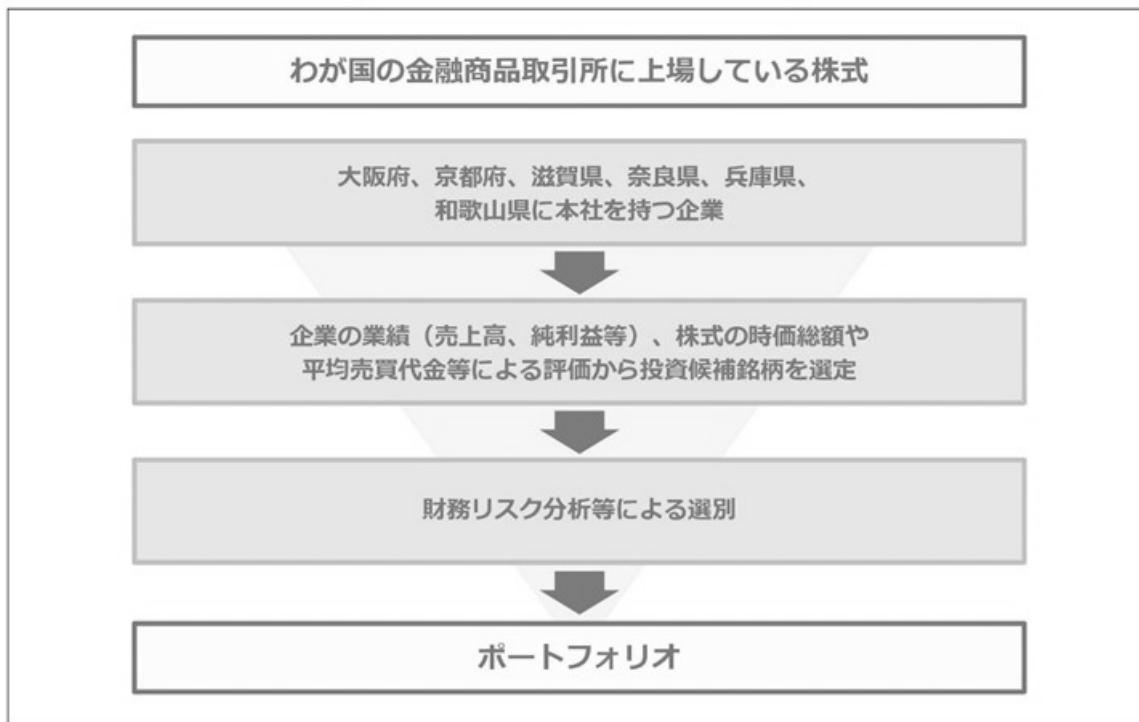 わが国の金融商品取引所に上場している株式
大阪府、京都府、滋賀県、奈良県、兵庫県、
和歌山県に本社を持つ企業
企業の業績（売上高、純利益等）、株式の時価総額や
平均売買代金等による評価から投資候補銘柄を選定
財務リスク分析等による選別
ポートフォリオ